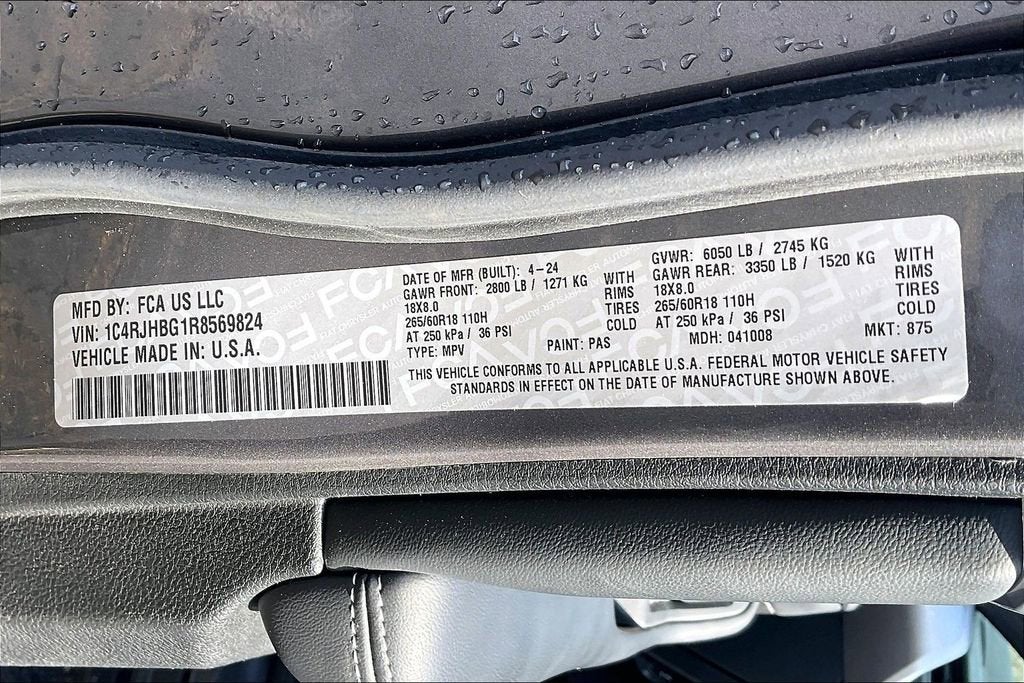 MFD BY: FCA US LLC
VIN: 1C4RJHBG1R8569824
VEHICLE MADE IN: U.S.A.
DATE OF MFR (BUILT): 4-24
GAWR FRONT: 2800 LB / 1271 KG WITH
18X8.0 RIMS
265/60R18 110H TIRES
AT 250 kPa / 36 PSI COLD
TYPE: MPV PAINT: PAS
GVWR: 6050 LB / 2745 KG
GAWR REAR: 3350 LB / 1520 KG WITH
18X8.0 RIMS
265/60R18 110H TIRES
AT 250 kPa / 36 PSI COLD
MDH: 041008 MKT: 875
THIS VEHICLE CONFORMS TO ALL APPLICABLE U.S.A. FEDERAL MOTOR VEHICLE SAFETY
STANDARDS IN EFFECT ON THE DATE OF MANUFACTURE SHOWN ABOVE.